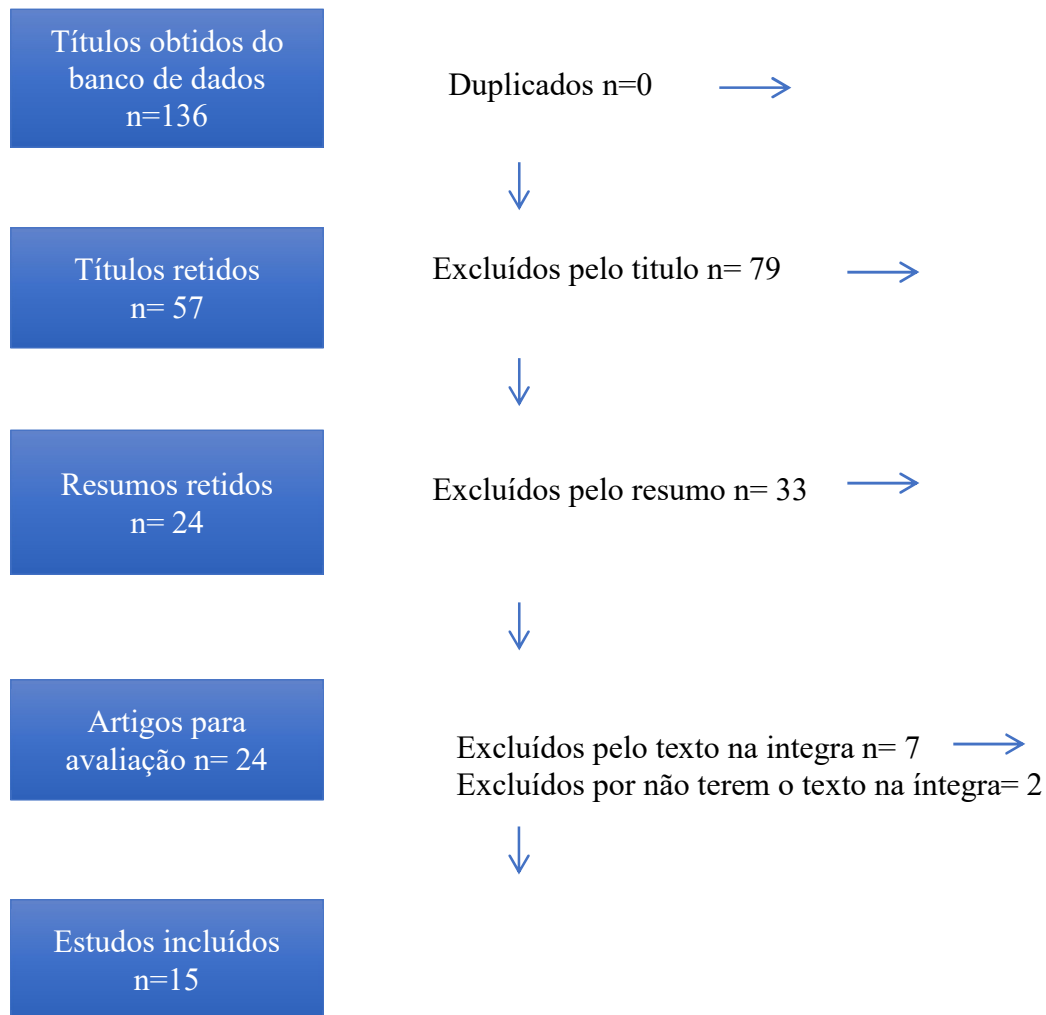 Títulos obtidos do
banco de dados
n=136
Duplicados n=0
Títulos retidos
n= 57
Excluídos pelo titulo n= 79
Resumos retidos
n= 24
Excluídos pelo resumo n= 33
Artigos para
avaliação n= 24
Excluídos pelo texto na integra n= 7
Excluídos por não terem o texto na íntegra= 2
Estudos incluídos
n=15